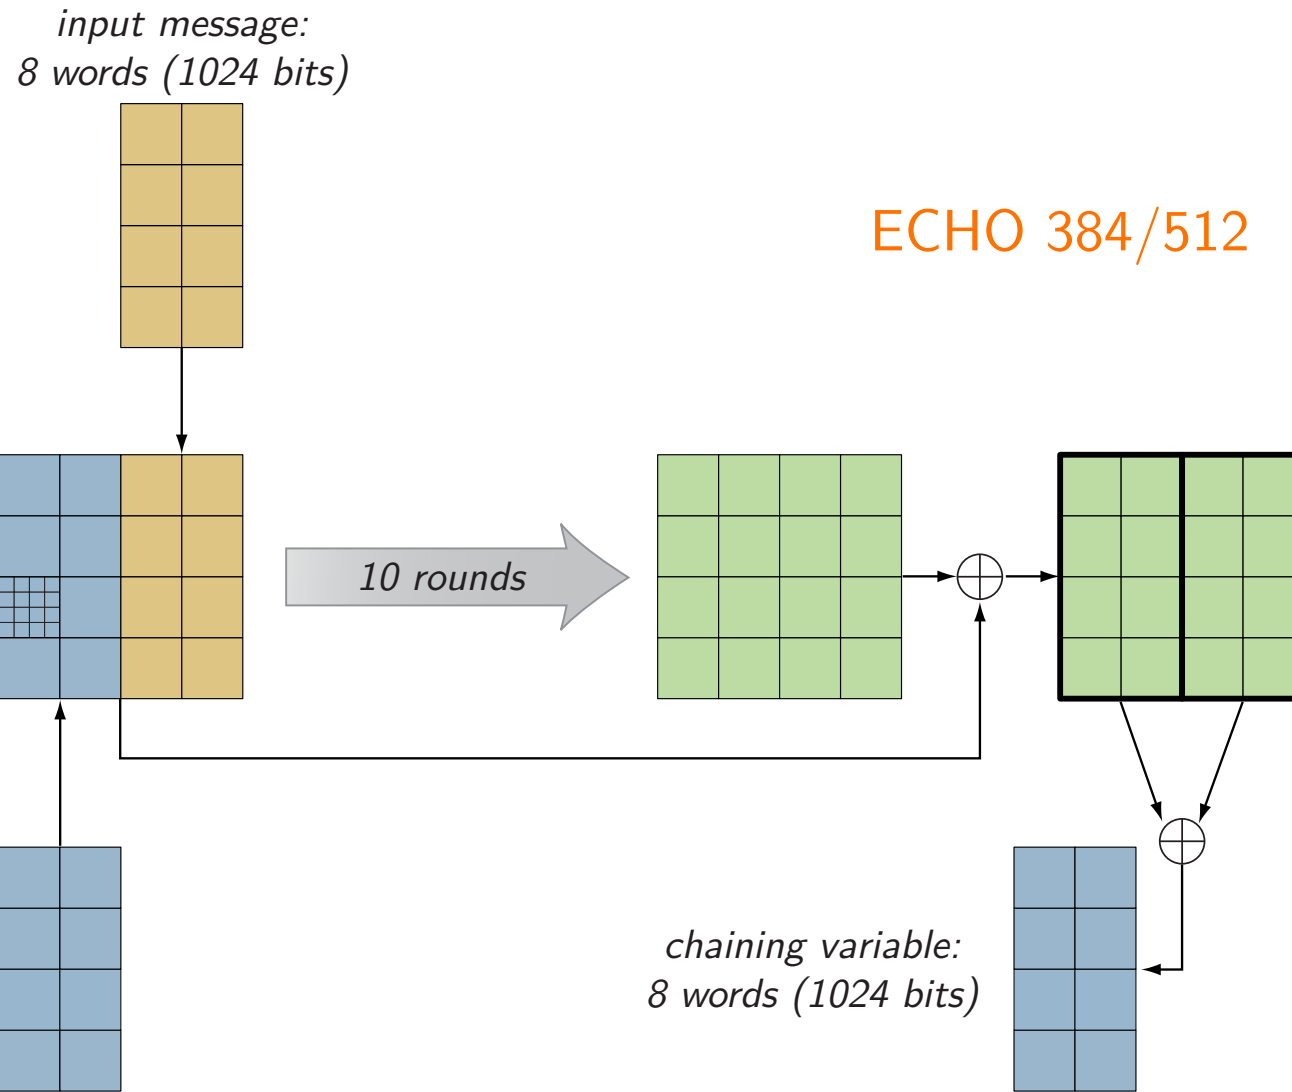 input message:
8 words (1024 bits)
ECHO 384/512
10 rounds
chaining variable:
8 words (1024 bits)